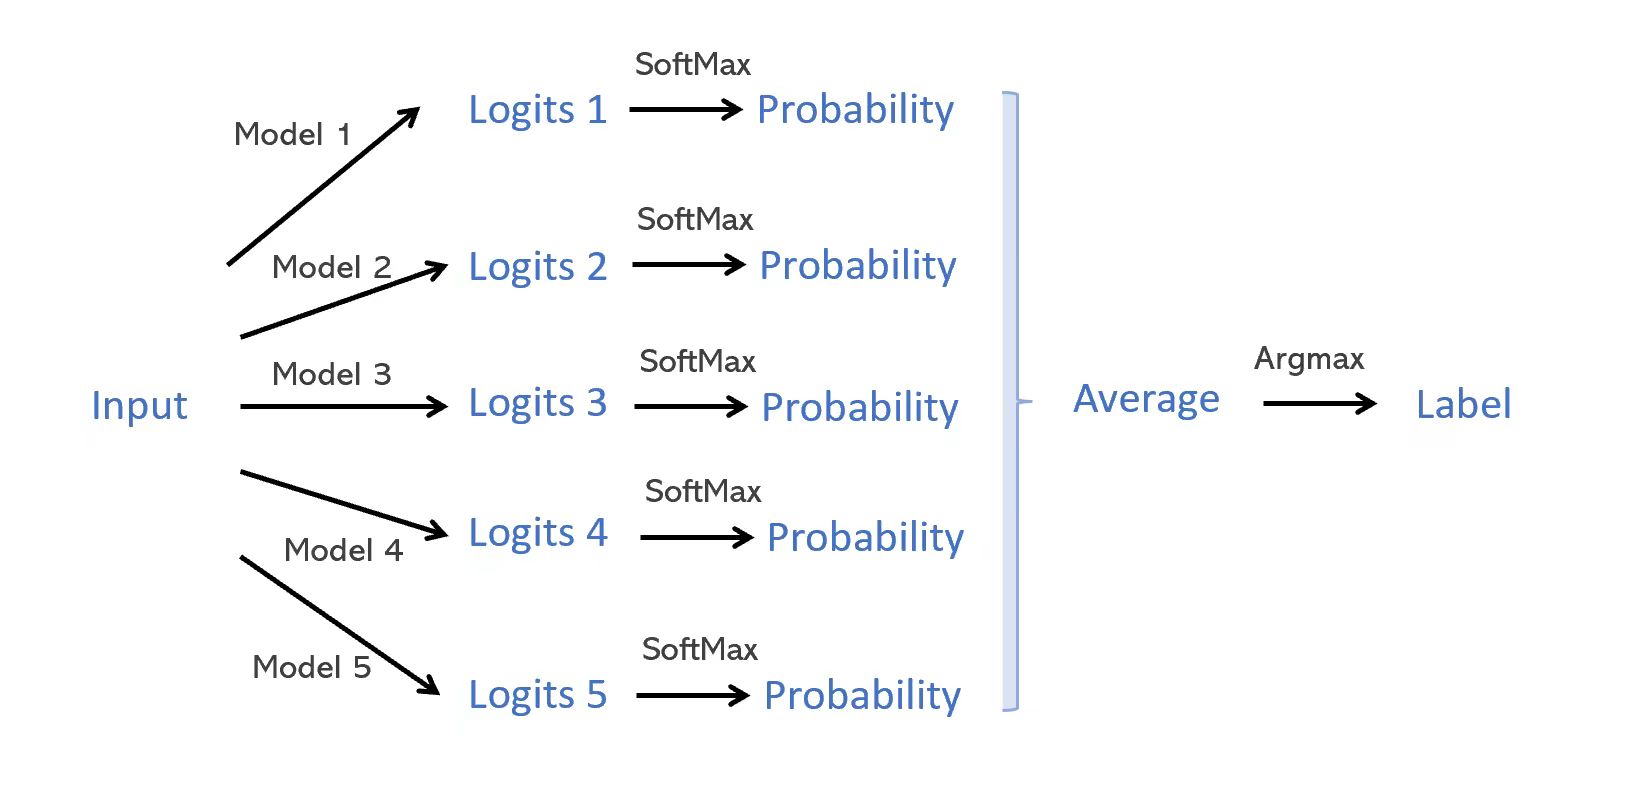 SoftMax
Model 1
Logits 1
Probability
SoftMax
Model 2
Logits 2
Probability
SoftMax
Model 3
Input
Logits 3
Probability
Average
Argmax
Label
SoftMax
Model 4
Logits 4
Probability
SoftMax
Model 5
Logits 5
Probability